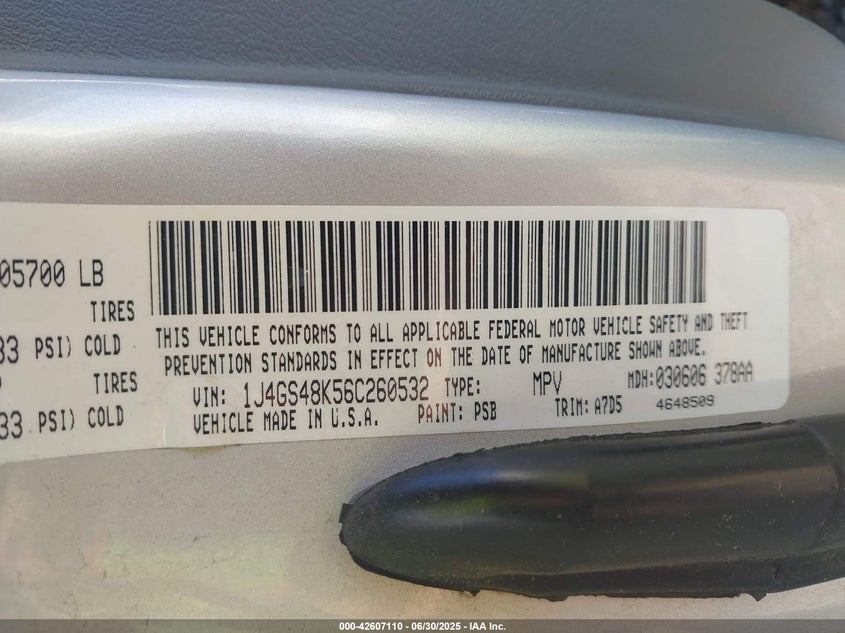 05700 LB
TIRES
33 PSI) COLD
TIRES
33 PSI) COLD
THIS VEHICLE CONFORMS TO ALL APPLICABLE FEDERAL MOTOR VEHICLE SAFETY AND THEFT
PREVENTION STANDARDS IN EFFECT ON THE DATE OF MANUFACTURE SHOWN ABOVE.
VIN: 1J4GS48K56C260532 TYPE: MPV MDH: 030606 378AA
VEHICLE MADE IN U.S.A. PAINT: PSB TRIM: A7D5 4648509
000-42607110 - 06/30/2025 - IAA Inc.